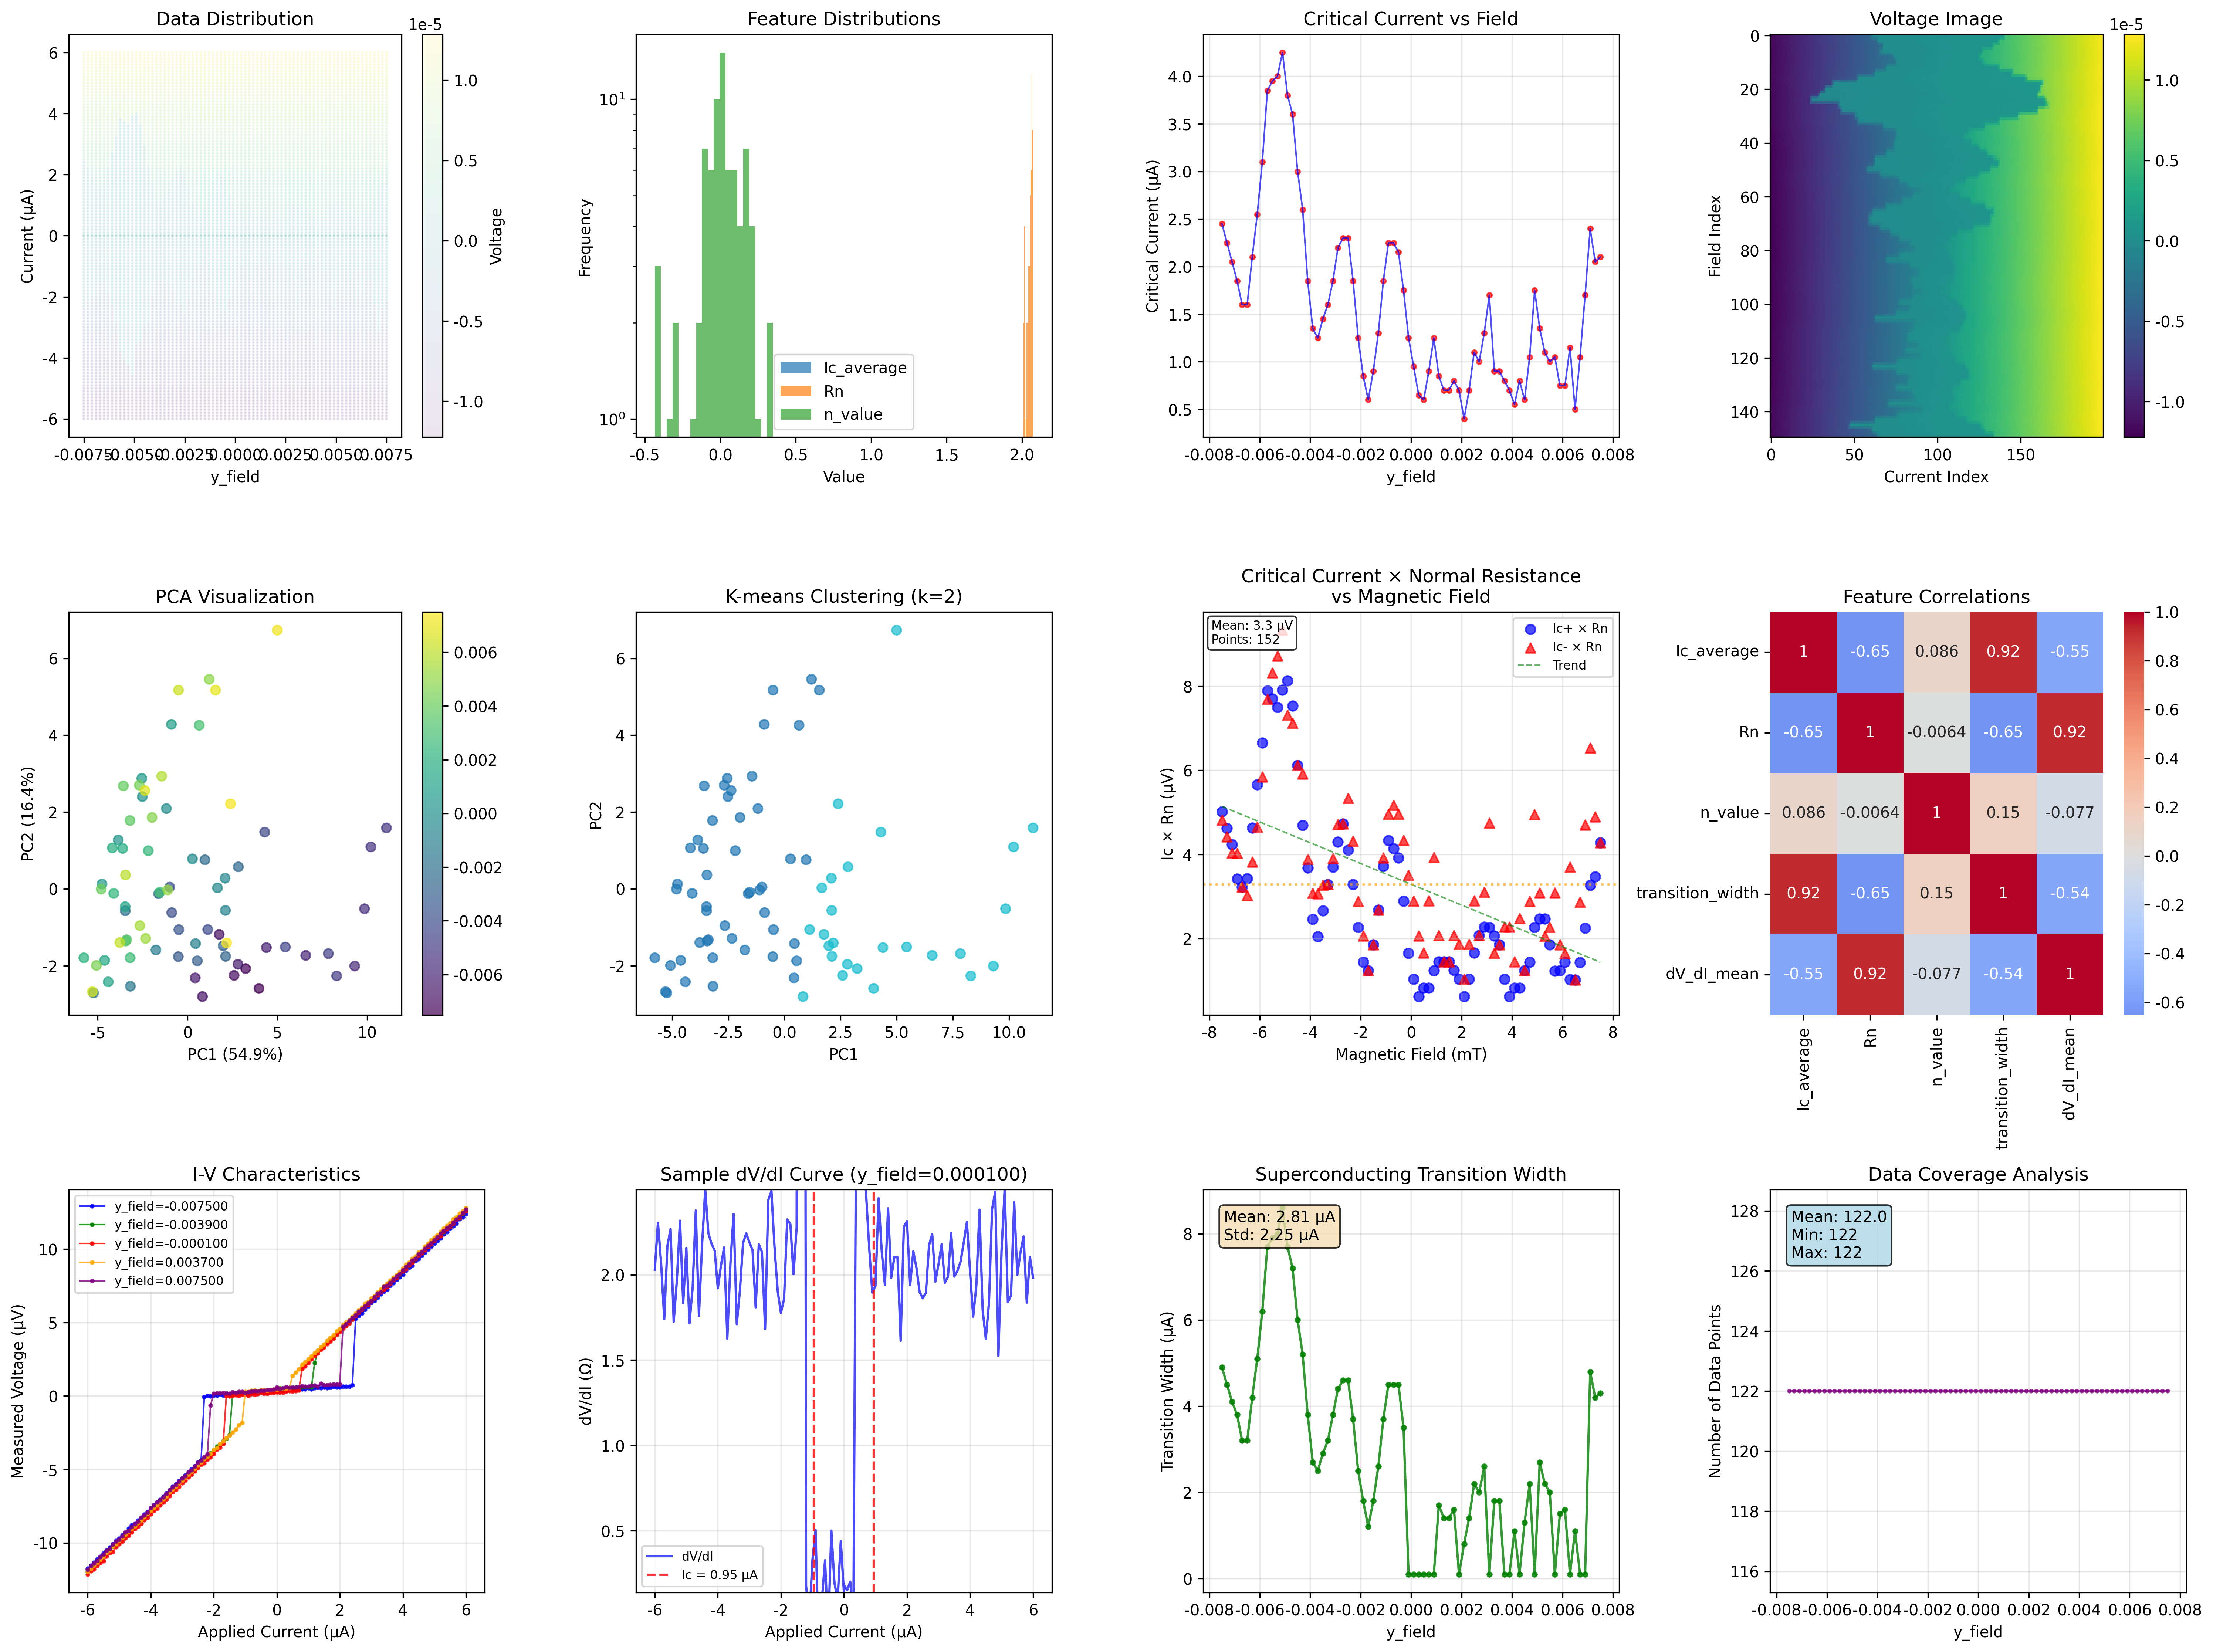 Data Distribution
1e-5
6
4
2
0
-2
-4
-6
Current (µA)
-0.0075
-0.0050
-0.0025
0.0000
0.0025
0.0050
0.0075
y_field
1.0
0.5
0.0
-0.5
-1.0
Voltage
Feature Distributions
10¹
10⁰
Frequency
Ic_average
Rn
n_value
-0.5
0.0
0.5
1.0
1.5
2.0
Value
Critical Current vs Field
4.0
3.5
3.0
2.5
2.0
1.5
1.0
0.5
Critical Current (µA)
-0.008
-0.006
-0.004
-0.002
0.000
0.002
0.004
0.006
0.008
y_field
Voltage Image
1e-5
0
20
40
60
80
100
120
140
Field Index
0
50
100
150
Current Index
1.0
0.5
0.0
-0.5
-1.0
PCA Visualization
6
4
2
0
-2
PC2 (16.4%)
-5
0
5
10
PC1 (54.9%)
0.006
0.004
0.002
0.000
-0.002
-0.004
-0.006
K-means Clustering (k=2)
6
4
2
0
-2
PC2
-5.0
-2.5
0.0
2.5
5.0
7.5
10.0
PC1
Critical Current × Normal Resistance
vs Magnetic Field
Mean: 3.3 µV
Points: 152
Ic+ × Rn
Ic- × Rn
Trend
8
6
4
2
Ic × Rn (µV)
-8
-6
-4
-2
0
2
4
6
8
Magnetic Field (mT)
Feature Correlations
Ic_average
Rn
n_value
transition_width
dV_dI_mean
1 -0.65 0.086 0.92 -0.55
-0.65 1 -0.0064 -0.65 0.92
0.086 -0.0064 1 0.15 -0.077
0.92 -0.65 0.15 1 -0.54
-0.55 0.92 -0.077 -0.54 1
Ic_average
Rn
n_value
transition_width
dV_dI_mean
1.0
0.8
0.6
0.4
0.2
0.0
-0.2
-0.4
-0.6
I-V Characteristics
y_field=-0.007500
y_field=-0.003900
y_field=-0.000100
y_field=0.003700
y_field=0.007500
10
5
0
-5
-10
Measured Voltage (µV)
-6
-4
-2
0
2
4
6
Applied Current (µA)
Sample dV/dI Curve (y_field=0.000100)
2.0
1.5
1.0
0.5
dV/dI (Ω)
dV/dI
Ic = 0.95 µA
-6
-4
-2
0
2
4
6
Applied Current (µA)
Superconducting Transition Width
Mean: 2.81 µA
Std: 2.25 µA
8
6
4
2
0
Transition Width (µA)
-0.008
-0.006
-0.004
-0.002
0.000
0.002
0.004
0.006
0.008
y_field
Data Coverage Analysis
Mean: 122.0
Min: 122
Max: 122
128
126
124
122
120
118
116
Number of Data Points
-0.008
-0.006
-0.004
-0.002
0.000
0.002
0.004
0.006
0.008
y_field